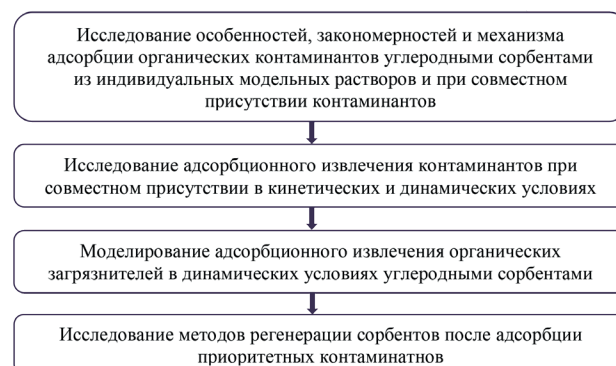 Исследование особенностей, закономерностей и механизма
адсорбции органических контаминантов углеродными сорбентами
из индивидуальных модельных растворов и при совместном
присутствии контаминантов
Исследование адсорбционного извлечения контаминантов при
совместном присутствии в кинетических и динамических условиях
Моделирование адсорбционного извлечения органических
загрязнителей в динамических условиях углеродными сорбентами
Исследование методов регенерации сорбентов после адсорбции
приоритетных контаминатнов